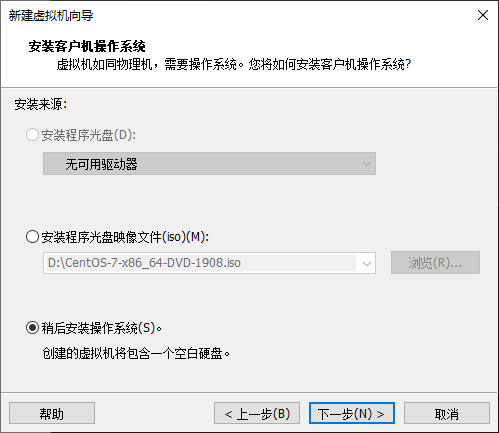 新建虚拟机向导
安装客户机操作系统
虚拟机如同物理机，需要操作系统。您将如何安装客户机操作系统?
安装来源:
安装程序光盘(D):
无可用驱动器
安装程序光盘映像文件(iso)(M):
D:\CentOS-7-x86_64-DVD-1908.iso
浏览(R)...
稍后安装操作系统(S)。
创建的虚拟机将包含一个空白硬盘。
帮助
< 上一步(B)
下一步(N) >
取消